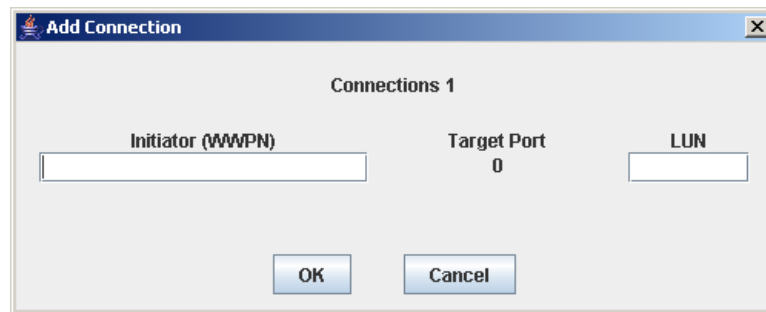 Add Connection
Connections 1
Initiator (WWPN) Target Port LUN
0
OK Cancel